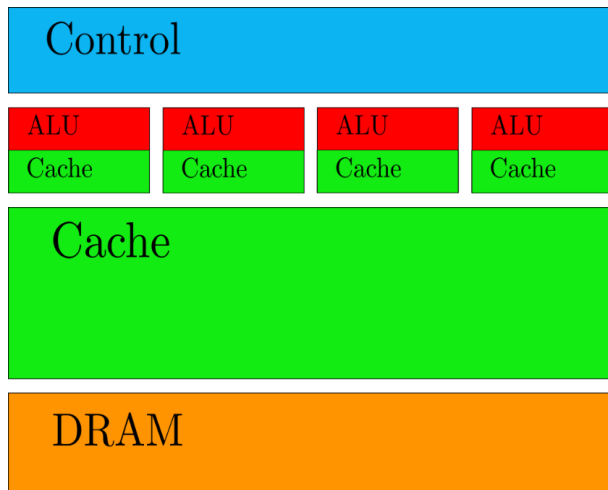 Control
ALU ALU ALU ALU
Cache Cache Cache Cache
Cache
DRAM